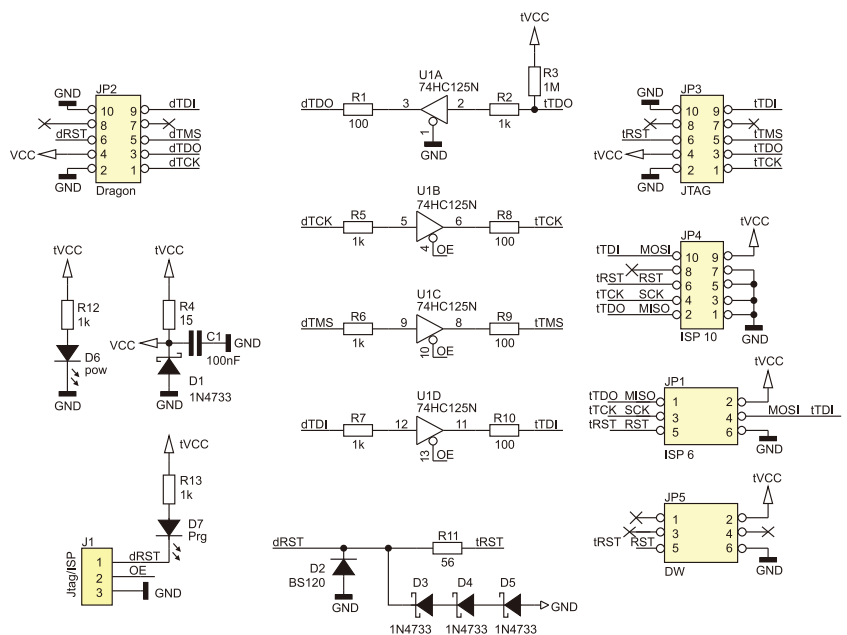 JP2
GND
10 9 dTDI
8 7
dRST 6 5 dTMS
VCC 4 3 dTDO
2 1 dTCK
GND
Dragon
tVCC
R3
1M
U1A
74HC125N
dTDO R1 3 2 R2 tTDO
100 1k
1
GND
JP3
GND
10 9 tTDI
8 7
tRST 6 5 tTMS
tVCC 4 3 tTDO
2 1 tTCK
GND
JTAG
U1B
74HC125N
dTCK R5 5 6 R8 tTCK
1k 4 OE 100
JP4
tVCC
tTDI MOSI 10 9
8 7
tRST RST 6 5
tTCK SCK 4 3
tTDO MISO 2 1
ISP 10
GND
tVCC
R12
1k
D6
pow
GND
tVCC
R4
15
VCC
C1
100nF
GND
D1
1N4733
GND
U1C
74HC125N
dTMS R6 9 8 R9 tTMS
1k 10 OE 100
U1D
74HC125N
dTDI R7 12 11 R10 tTDI
1k 13 OE 100
JP1
tVCC
tTDO MISO 1 2
tTCK SCK 3 4 MOSI tTDI
tRST RST 5 6
GND
ISP 6
tVCC
R13
1k
D7
Prg
J1
Jtag/ISP
1 dRST
2 OE
3 GND
dRST R11 tRST
56
D2
BS120
GND
D3 D4 D5
GND
1N4733 1N4733 1N4733
JP5
tVCC
1 2
3 4
tRST RST 5 6
GND
DW